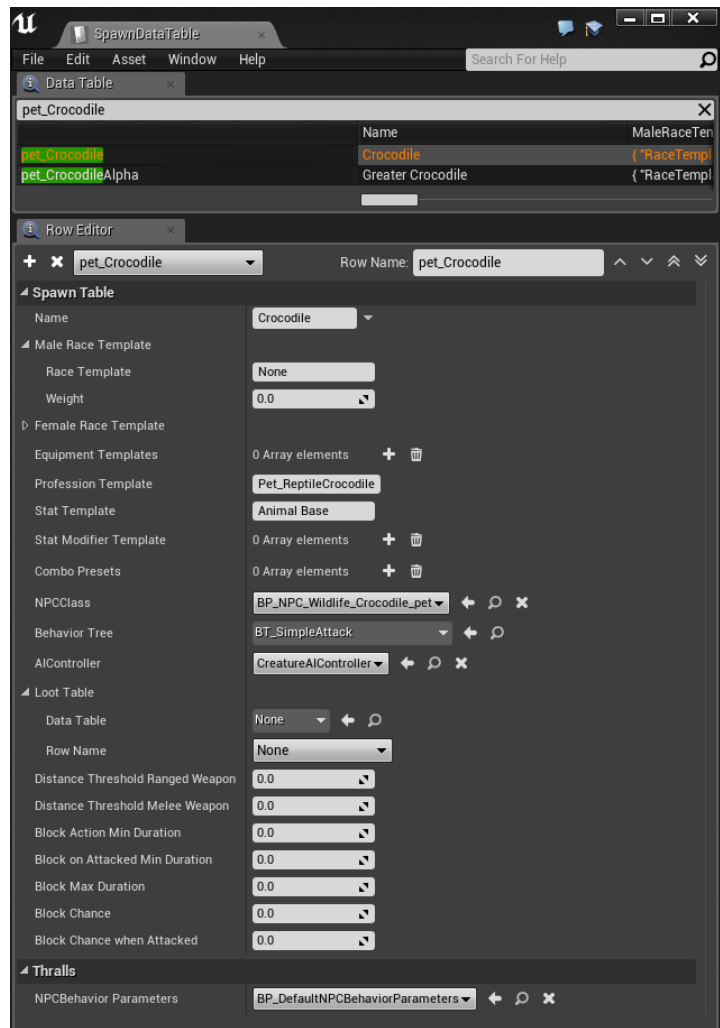 SpawnDataTable
File Edit Asset Window Help Search For Help
Data Table
pet_Crocodile
Name MaleRaceTem
pet_Crocodile Crocodile { "RaceTempl
pet_CrocodileAlpha Greater Crocodile { "RaceTempl
Row Editor
pet_Crocodile Row Name: pet_Crocodile
Spawn Table
Name Crocodile
Male Race Template
Race Template None
Weight 0.0
Female Race Template
Equipment Templates 0 Array elements
Profession Template Pet_ReptileCrocodile
Stat Template Animal Base
Stat Modifier Template 0 Array elements
Combo Presets 0 Array elements
NPCClass BP_NPC_Wildlife_Crocodile_pet
Behavior Tree BT_SimpleAttack
AIController CreatureAIController
Loot Table
Data Table None
Row Name None
Distance Threshold Ranged Weapon 0.0
Distance Threshold Melee Weapon 0.0
Block Action Min Duration 0.0
Block on Attacked Min Duration 0.0
Block Max Duration 0.0
Block Chance 0.0
Block Chance when Attacked 0.0
Thralls
NPCBehavior Parameters BP_DefaultNPCBehaviorParameters